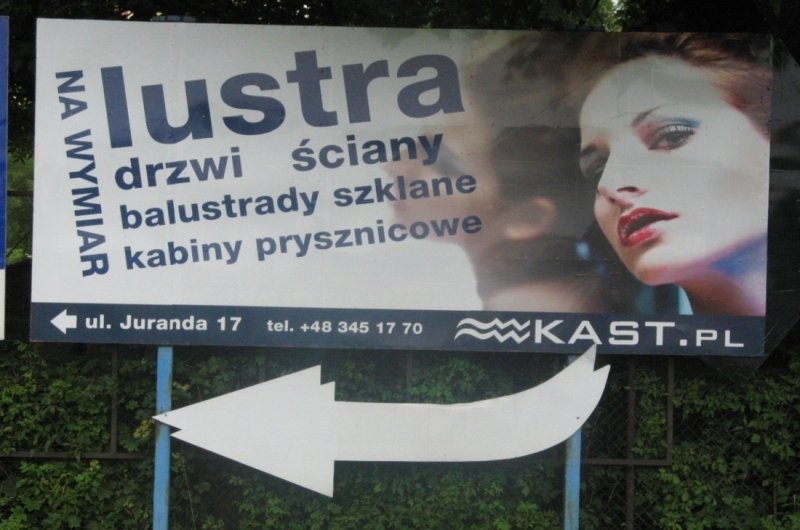 NA WYMIAR
lustra
drzwi ściany
balustrady szklane
kabiny prysznicowe
ul. Juranda 17 tel. +48 345 17 70 KAST.PL